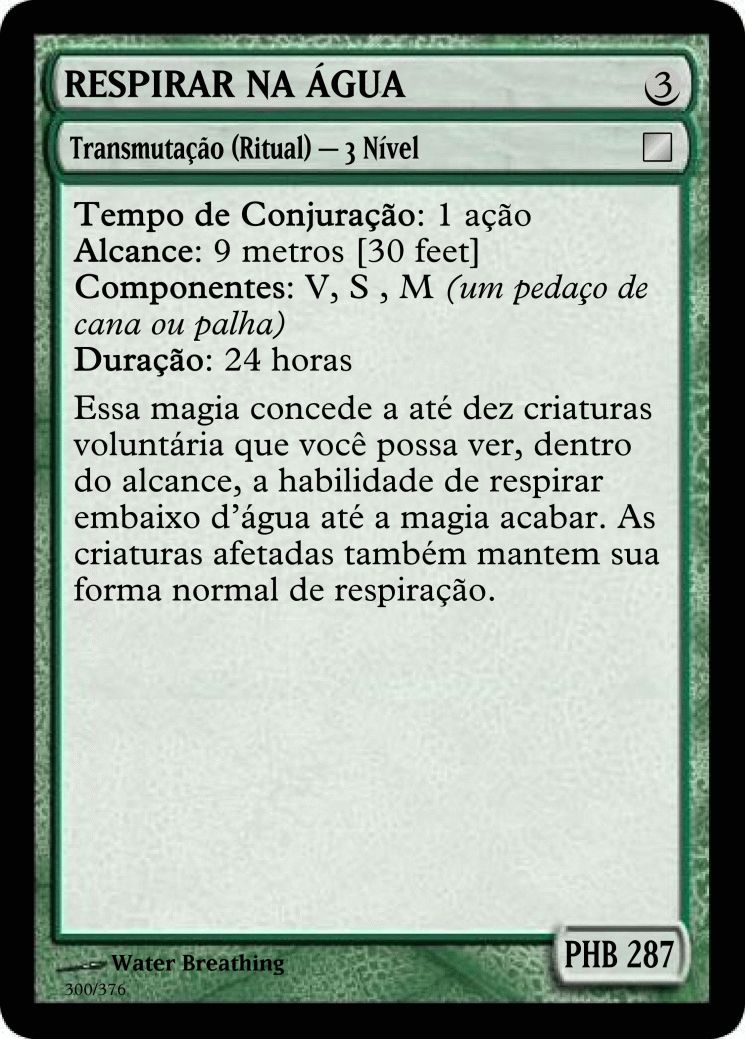 RESPIRAR NA ÁGUA 3
Transmutação (Ritual) – 3 Nível
Tempo de Conjuração: 1 ação
Alcance: 9 metros [30 feet]
Componentes: V, S , M (um pedaço de
cana ou palha)
Duração: 24 horas
Essa magia concede a até dez criaturas
voluntária que você possa ver, dentro
do alcance, a habilidade de respirar
embaixo d’água até a magia acabar. As
criaturas afetadas também mantem sua
forma normal de respiração.
PHB 287
Water Breathing
300/376